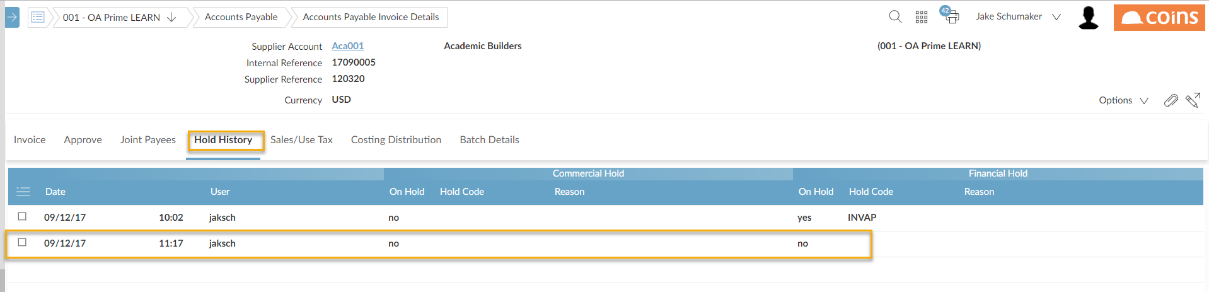 001 - OA Prime LEARN Accounts Payable Accounts Payable Invoice Details 42 Jake Schumaker coins
Supplier Account Aca001 Academic Builders (001 - OA Prime LEARN)
Internal Reference 17090005
Supplier Reference 120320
Currency USD Options
Invoice Approve Joint Payees Hold History Sales/Use Tax Costing Distribution Batch Details
Commercial Hold Financial Hold
Date User On Hold Hold Code Reason On Hold Hold Code Reason
09/12/17 10:02 jaksch no yes INVAP
09/12/17 11:17 jaksch no no